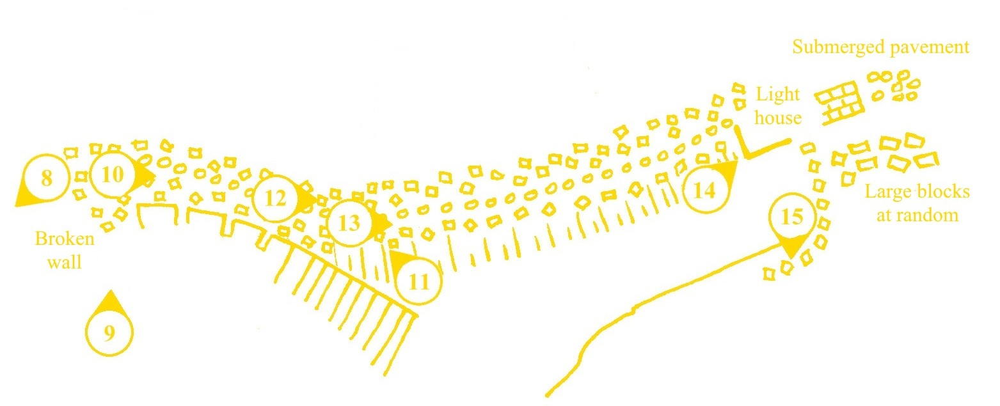 Submerged pavement
Light
house
8
10
12
13
14
15
Large blocks
at random
Broken
wall
11
9